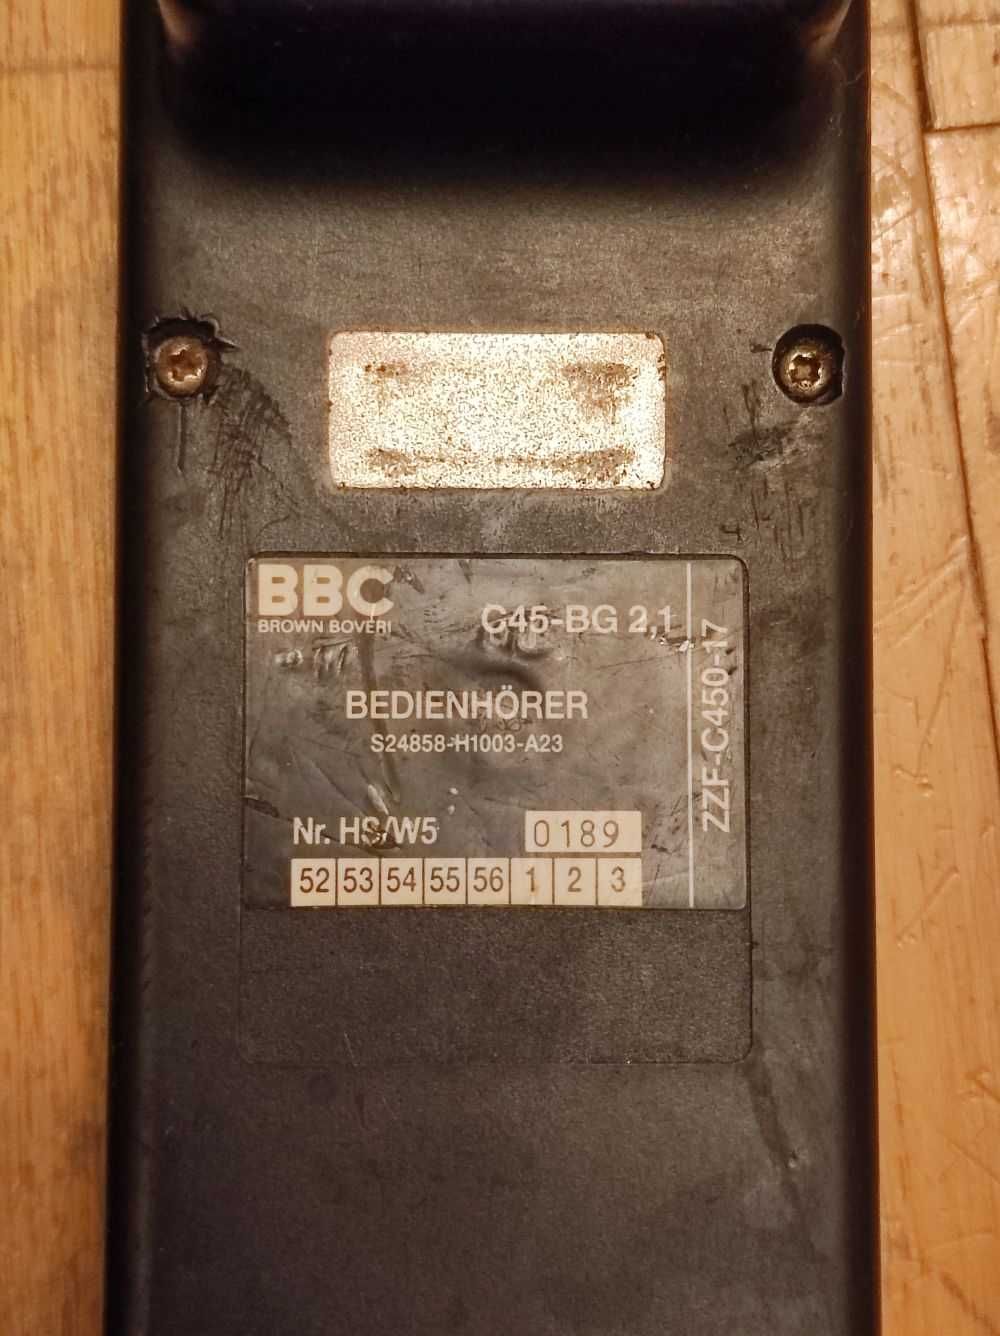 BBC
BROWN BOVERI
C45-BG 2,1
BEDIENHÖRER
S24858-H1003-A23
Nr. HS/W5 0189
52 53 54 55 56 1 2 3
ZZF-C450-17